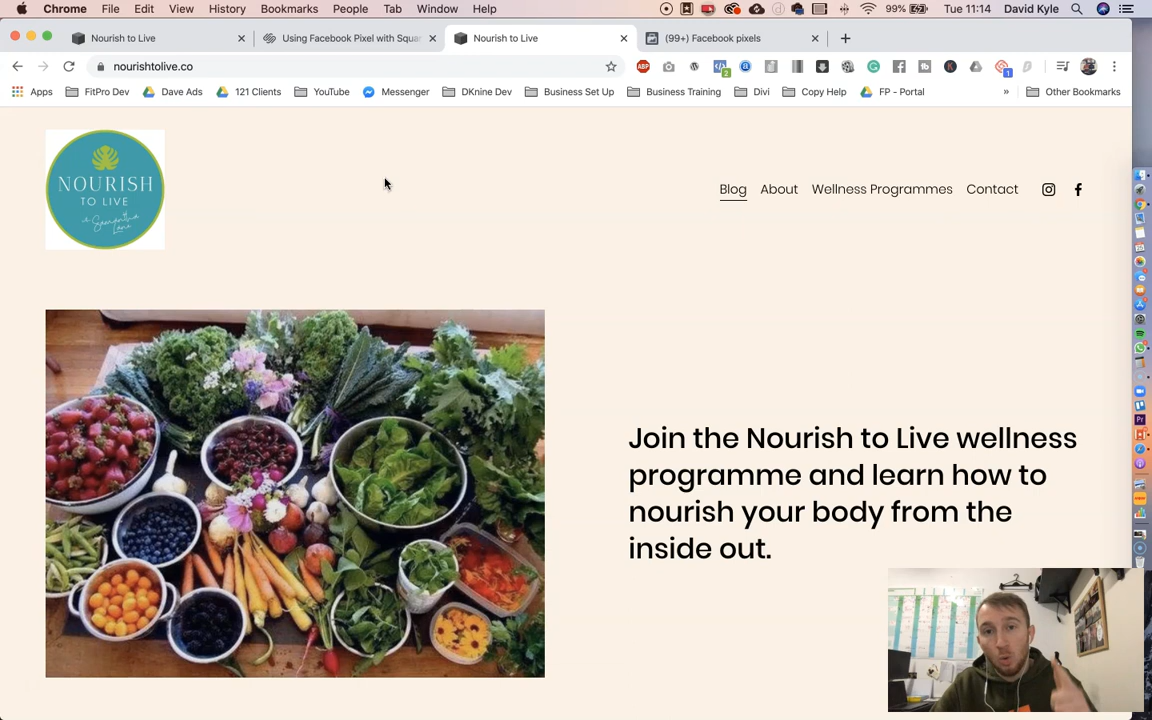 Chrome File Edit View History Bookmarks People Tab Window Help 99% Tue 11:14 David Kyle
Nourish to Live Using Facebook Pixel with Squar Nourish to Live (99+) Facebook pixels
nourishtolive.co
Apps FitPro Dev Dave Ads 121 Clients YouTube Messenger DKnine Dev Business Set Up Business Training Divi Copy Help FP - Portal » Other Bookmarks
NOURISH
TO LIVE
Blog About Wellness Programmes Contact
Join the Nourish to Live wellness
programme and learn how to
nourish your body from the
inside out.